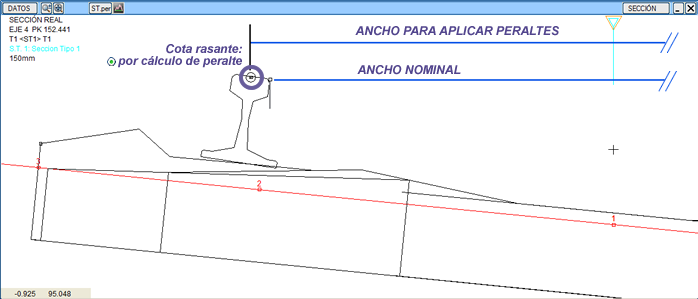 DATOS
ST.per
SECCIÓN
SECCIÓN REAL
EJE 4 PK 152.441
T1 <ST1> T1
S.T. 1: Sección Tipo 1
150mm
ANCHO PARA APLICAR PERALTES
Cota rasante:
por cálculo de peralte
ANCHO NOMINAL
3
2
1
-0.925 95.048